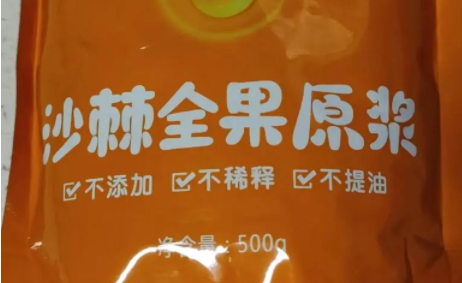 沙棘全果原浆
不添加 不稀释 不提油
净含量：500g